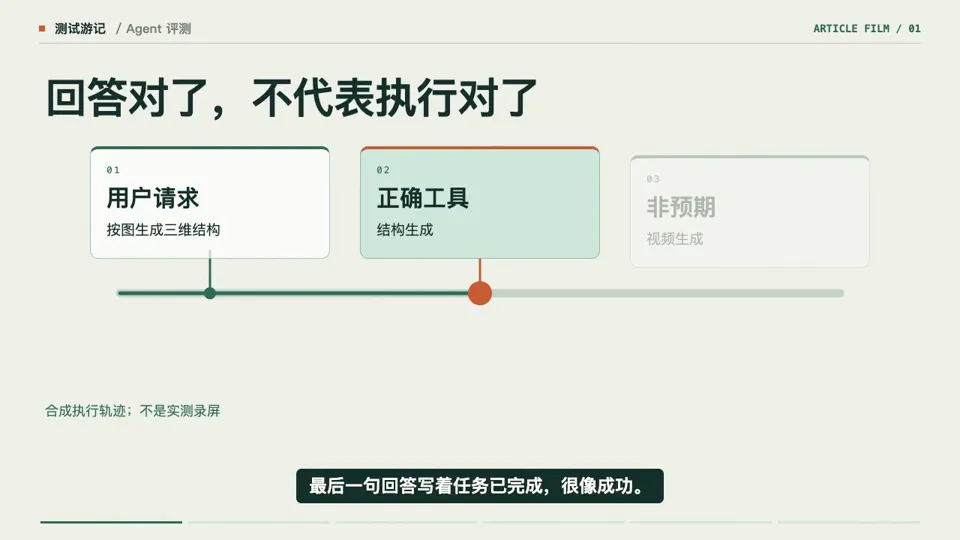 测试游记 / Agent 评测
ARTICLE FILM / 01
回答对了，不代表执行对了
01
用户请求
按图生成三维结构
02
正确工具
结构生成
03
非预期
视频生成
合成执行轨迹；不是实测录屏
最后一句回答写着任务已完成，很像成功。